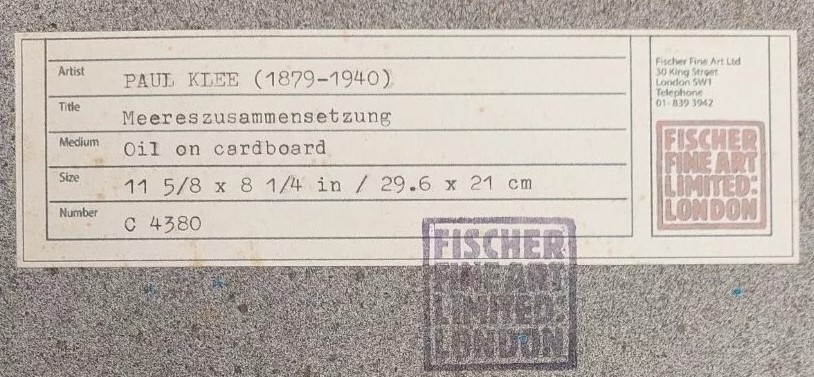 Artist PAUL KLEE (1879-1940)
Title Meereszusammensetzung
Medium Oil on cardboard
Size 11 5/8 x 8 1/4 in / 29.6 x 21 cm
Number C 4380
Fischer Fine Art Ltd
30 King Street
London SW1
Telephone
01-839 3942
FISCHER
FINE ART
LIMITED:
LONDON
FISCHER
FINE ART
LIMITED:
LONDON